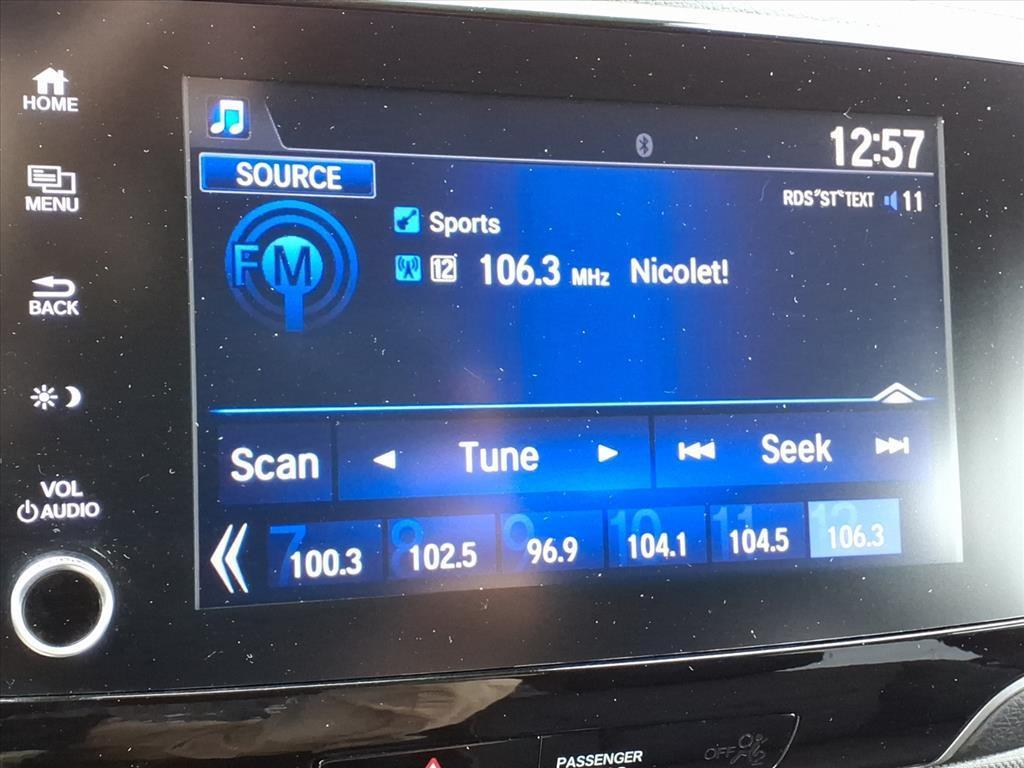 HOME
MENU
BACK
VOL
AUDIO
12:57
SOURCE
RDS ST TEXT 11
FM
Sports
12 106.3 MHz Nicolet!
Scan Tune Seek
7 100.3 8 102.5 9 96.9 10 104.1 11 104.5 12 106.3
PASSENGER
OFF